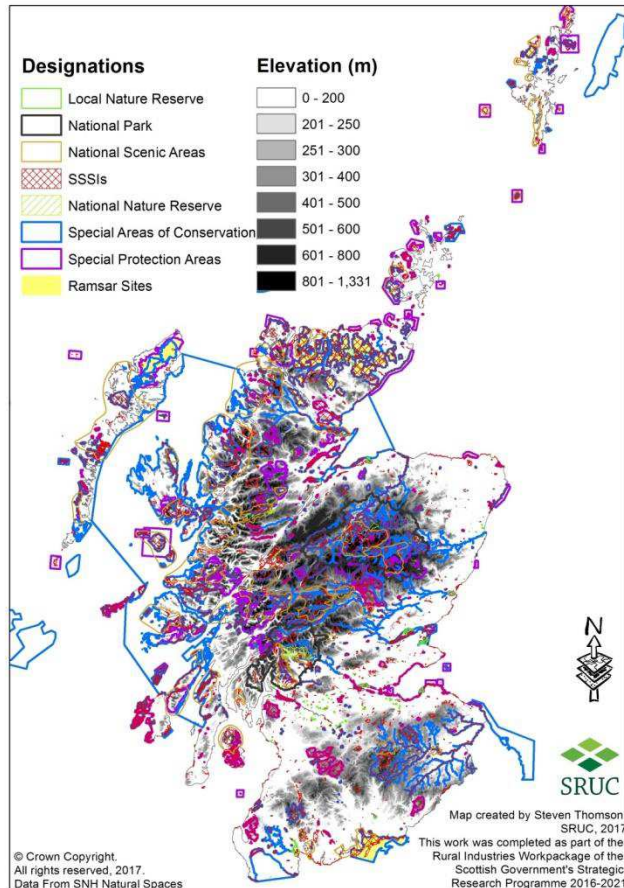 Designations
Local Nature Reserve
National Park
National Scenic Areas
SSSIs
National Nature Reserve
Special Areas of Conservation
Special Protection Areas
Ramsar Sites
Elevation (m)
0 - 200
201 - 250
251 - 300
301 - 400
401 - 500
501 - 600
601 - 800
801 - 1,331
N
SRUC
Map created by Steven Thomson
SRUC, 2017
This work was completed as part of the
Rural Industries Workpackage of the
Scottish Government's Strategic
Research Programme 2016-2021
© Crown Copyright.
All rights reserved, 2017.
Data From SNH Natural Spaces